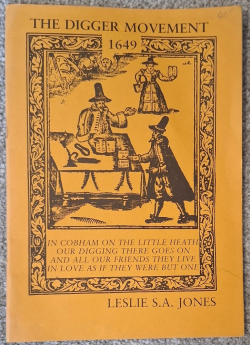 THE DIGGER MOVEMENT
1649
IN COBHAM ON THE LITTLE HEATH
OUR DIGGING THERE GOES ON
AND ALL OUR FRIENDS THEY LIVE
IN LOVE AS IF THEY WERE BUT ONE
LESLIE S.A. JONES